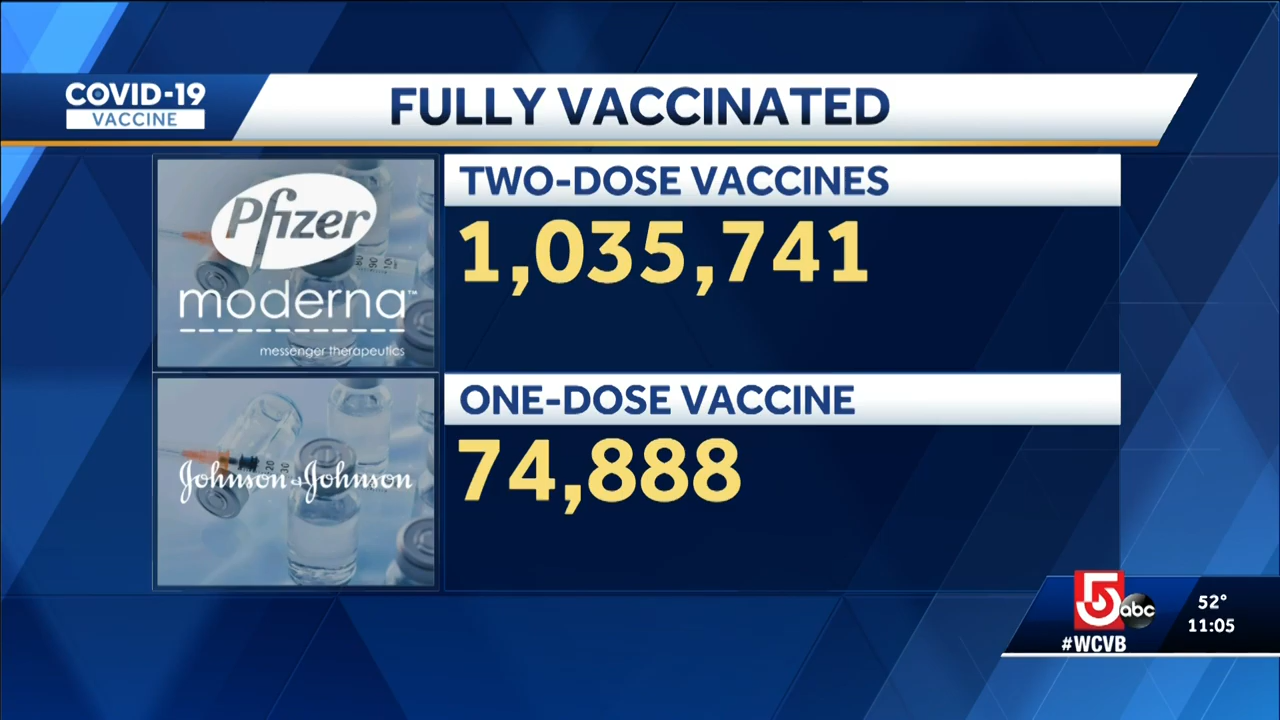 COVID-19
VACCINE
FULLY VACCINATED
Pfizer
moderna™
messenger therapeutics
TWO-DOSE VACCINES
1,035,741
Johnson & Johnson
ONE-DOSE VACCINE
74,888
5 abc
#WCVB
52°
11:05